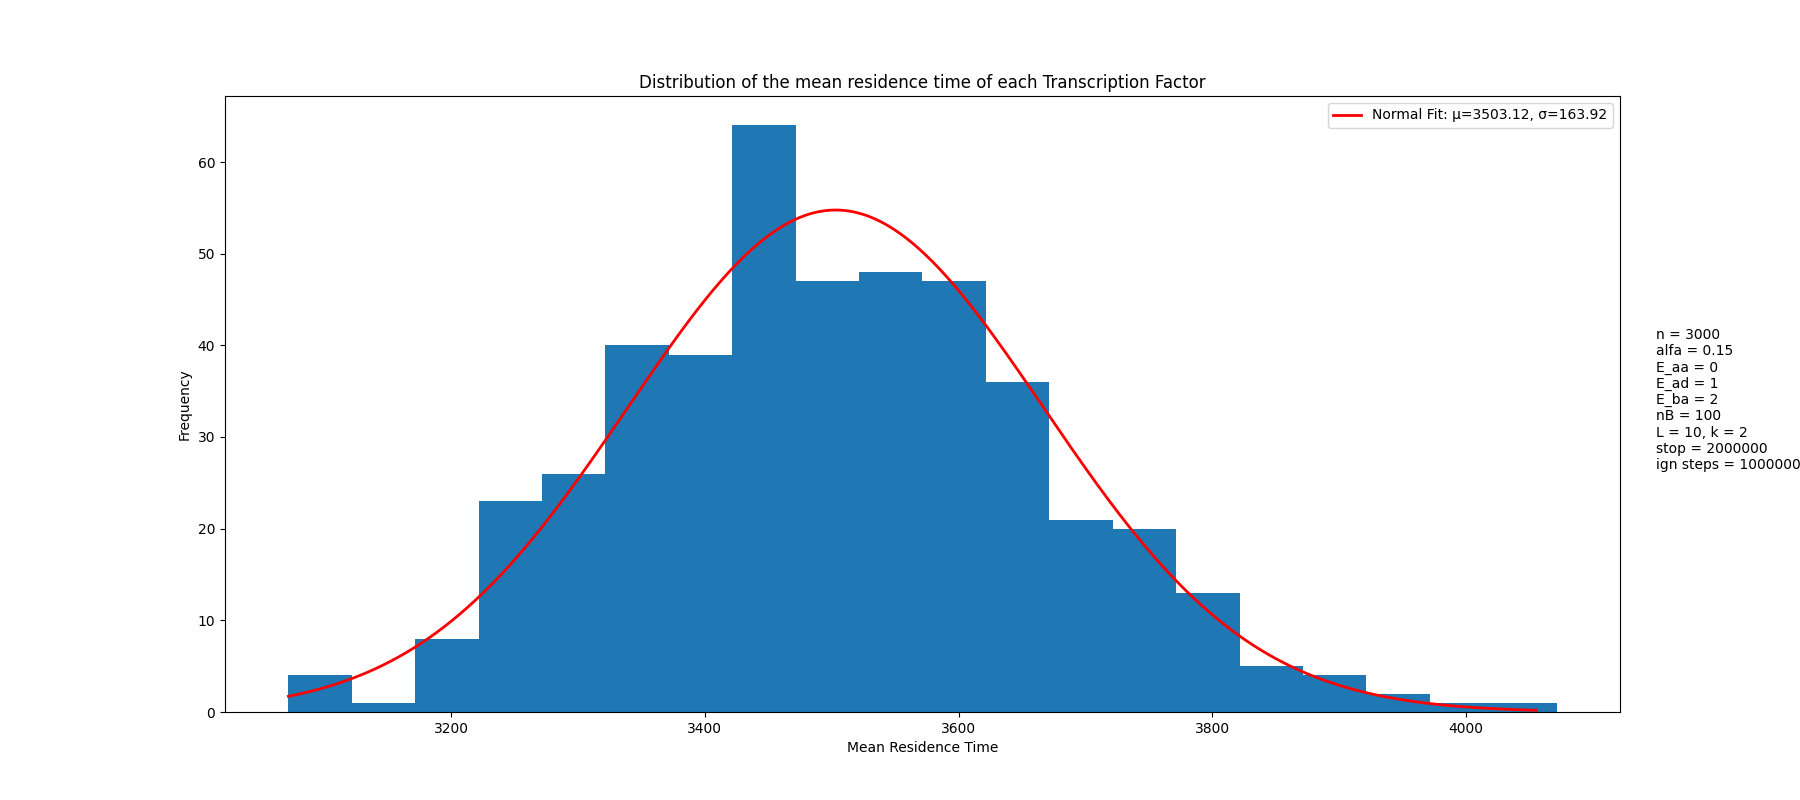 Distribution of the mean residence time of each Transcription Factor
Normal Fit: μ=3503.12, σ=163.92
60
50
40
30
20
10
0
Frequency
3200 3400 3600 3800 4000
Mean Residence Time
n = 3000
alfa = 0.15
E_aa = 0
E_ad = 1
E_ba = 2
nB = 100
L = 10, k = 2
stop = 2000000
ign steps = 1000000